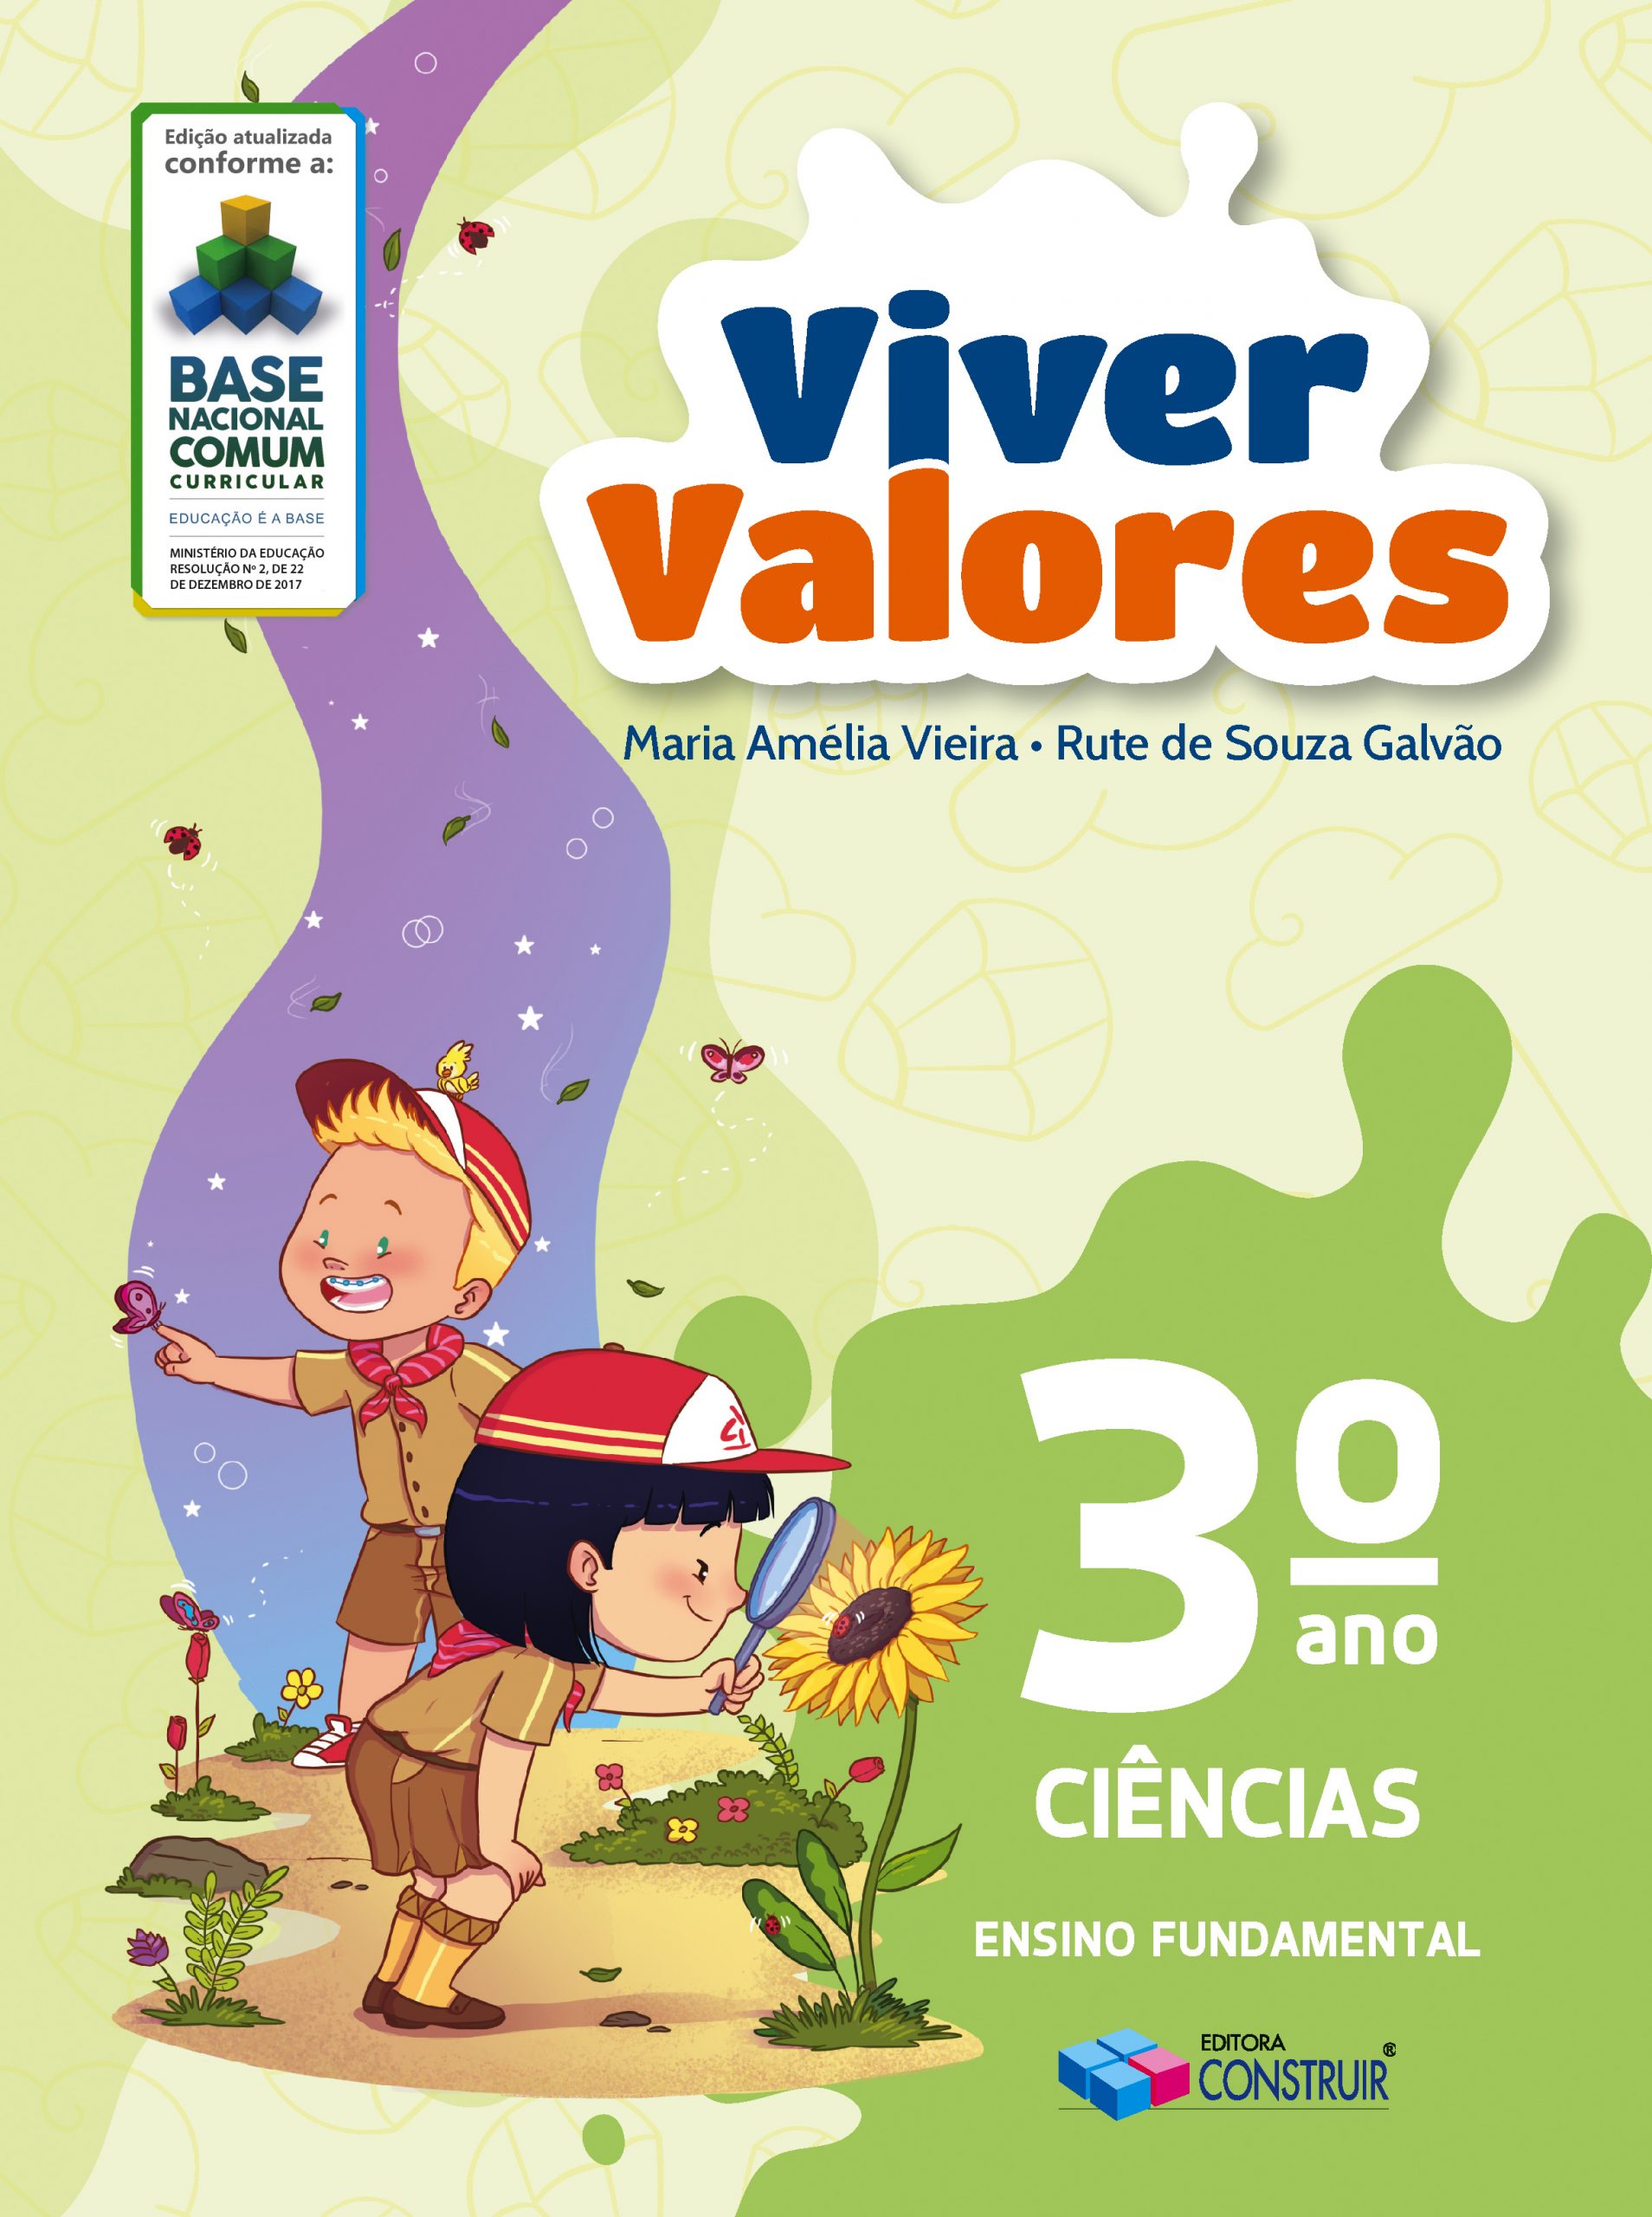 Edição atualizada
conforme a:
BASE
NACIONAL
COMUM
CURRICULAR
EDUCAÇÃO É A BASE
MINISTÉRIO DA EDUCAÇÃO
RESOLUÇÃO Nº 2, DE 22
DE DEZEMBRO DE 2017
Viver
Valores
Maria Amélia Vieira • Rute de Souza Galvão
3º
ano
CIÊNCIAS
ENSINO FUNDAMENTAL
EDITORA
CONSTRUIR®